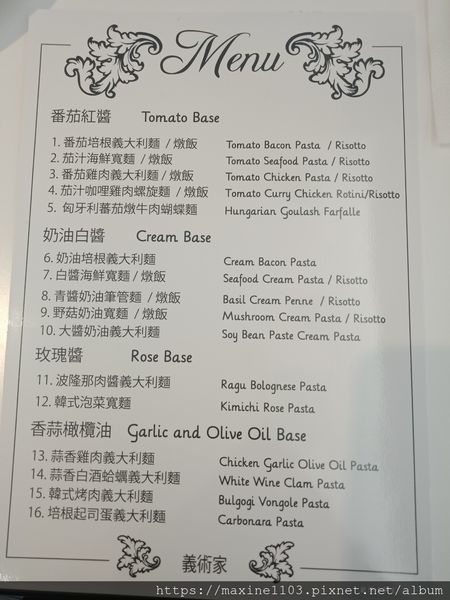 Menu
番茄紅醬 Tomato Base
1. 番茄培根義大利麵 / 燉飯 Tomato Bacon Pasta / Risotto
2. 茄汁海鮮寬麵 / 燉飯 Tomato Seafood Pasta / Risotto
3. 番茄雞肉義大利麵 / 燉飯 Tomato Chicken Pasta / Risotto
4. 茄汁咖哩雞肉螺旋麵 / 燉飯 Tomato Curry Chicken Rotini/Risotto
5. 匈牙利蕃茄燉牛肉蝴蝶麵 Hungarian Goulash Farfalle
奶油白醬 Cream Base
6. 奶油培根義大利麵 Cream Bacon Pasta
7. 白醬海鮮寬麵 / 燉飯 Seafood Cream Pasta / Risotto
8. 青醬奶油筆管麵 / 燉飯 Basil Cream Penne / Risotto
9. 野菇奶油寬麵 / 燉飯 Mushroom Cream Pasta / Risotto
10. 大醬奶油義大利麵 Soy Bean Paste Cream Pasta
玫瑰醬 Rose Base
11. 波隆那肉醬義大利麵 Ragu Bolognese Pasta
12. 韓式泡菜寬麵 Kimichi Rose Pasta
香蒜橄欖油 Garlic and Olive Oil Base
13. 蒜香雞肉義大利麵 Chicken Garlic Olive Oil Pasta
14. 蒜香白酒蛤蠣義大利麵 White Wine Clam Pasta
15. 韓式烤肉義大利麵 Bulgogi Vongole Pasta
16. 培根起司蛋義大利麵 Carbonara Pasta
義術家
https://maxine1103.pixnet.net/album